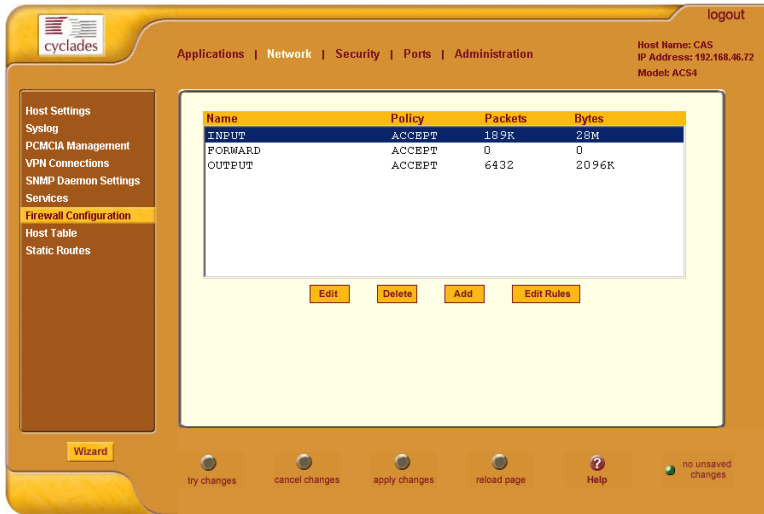 logout
cyclades
Applications | Network | Security | Ports | Administration
Host Name: CAS
IP Address: 192.168.46.72
Model: ACS4
Host Settings
Syslog
PCMCIA Management
VPN Connections
SNMP Daemon Settings
Services
Firewall Configuration
Host Table
Static Routes
Name Policy Packets Bytes
INPUT ACCEPT 189K 28M
FORWARD ACCEPT 0 0
OUTPUT ACCEPT 6432 2096K
Edit Delete Add Edit Rules
Wizard
try changes cancel changes apply changes reload page ? Help no unsaved changes